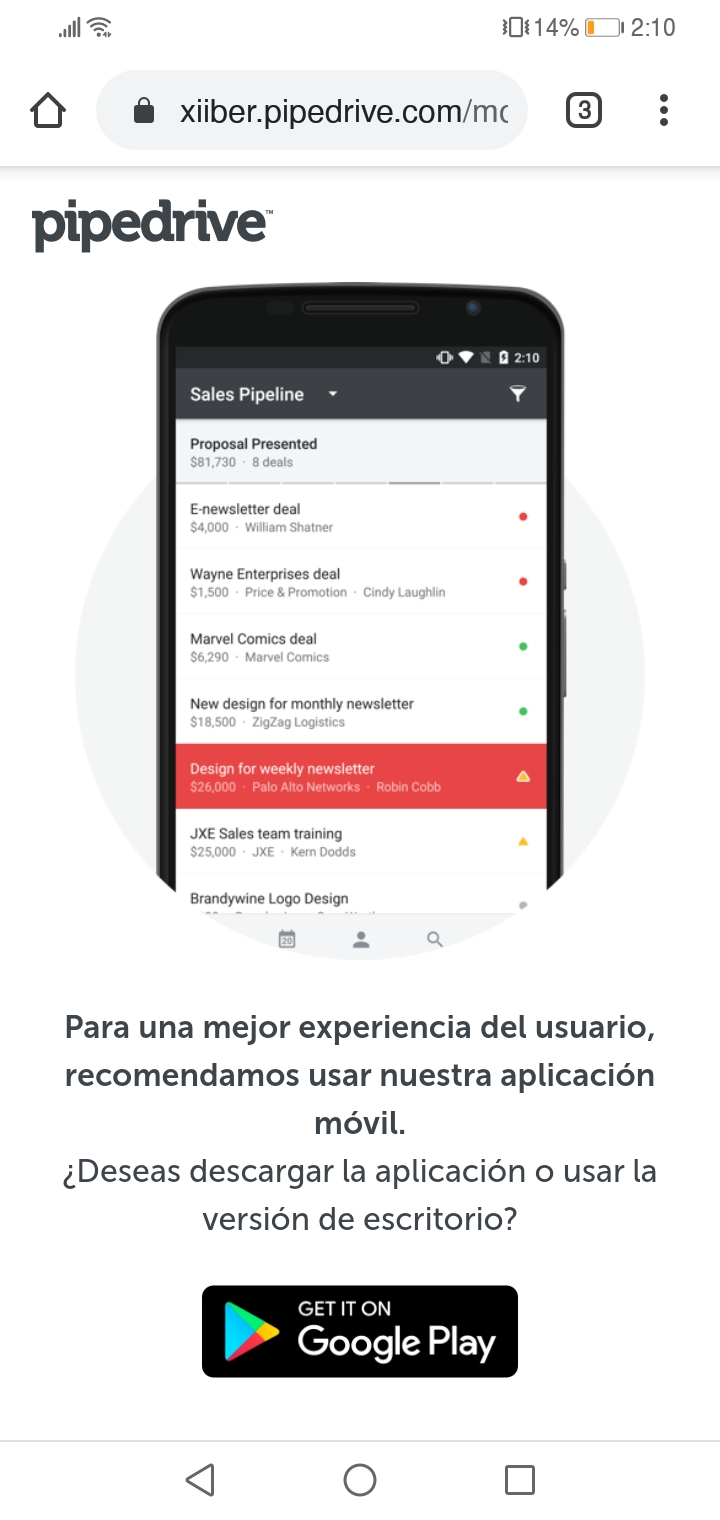 14% 2:10
xiiber.pipedrive.com/mo
3
pipedrive™
2:10
Sales Pipeline
Proposal Presented
$81,730 · 8 deals
E-newsletter deal
$4,000 · William Shatner
Wayne Enterprises deal
$1,500 · Price & Promotion · Cindy Laughlin
Marvel Comics deal
$6,290 · Marvel Comics
New design for monthly newsletter
$18,500 · ZigZag Logistics
Design for weekly newsletter
$26,000 · Palo Alto Networks · Robin Cobb
JXE Sales team training
$25,000 · JXE · Kern Dodds
Brandywine Logo Design
20
Para una mejor experiencia del usuario,
recomendamos usar nuestra aplicación
móvil.
¿Deseas descargar la aplicación o usar la
versión de escritorio?
GET IT ON
Google Play